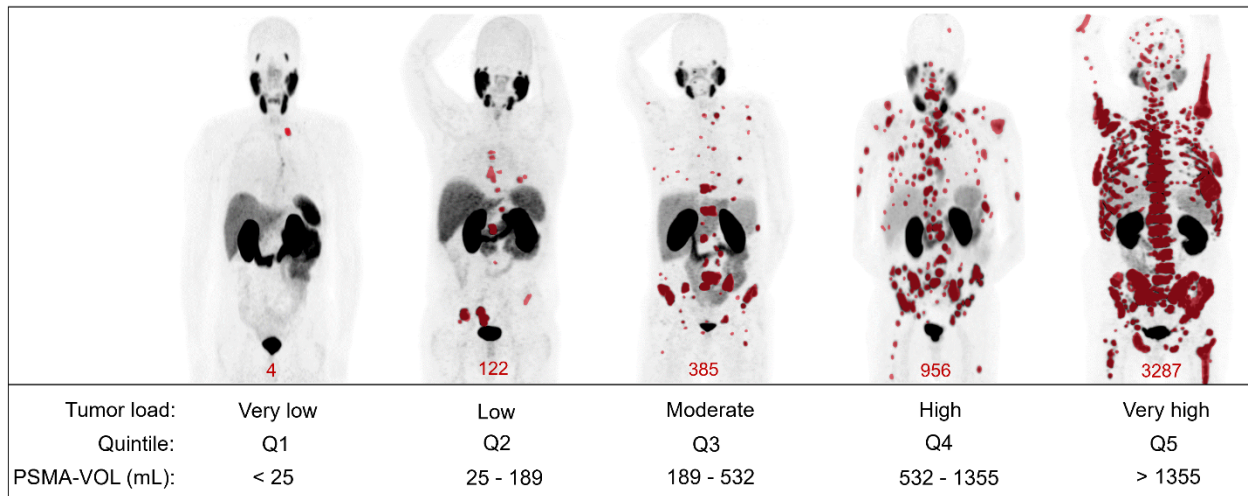 4 122 385 956 3287
Tumor load: Very low Low Moderate High Very high
Quintile: Q1 Q2 Q3 Q4 Q5
PSMA-VOL (mL): < 25 25 - 189 189 - 532 532 - 1355 > 1355